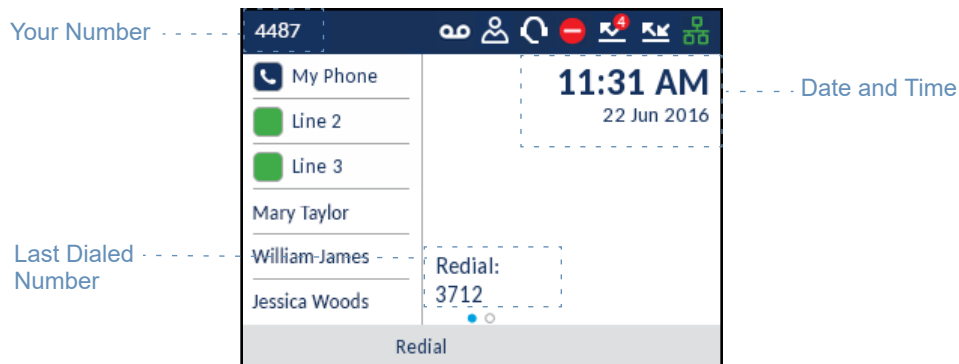 Your Number
4487
4
My Phone
11:31 AM
Date and Time
22 Jun 2016
Line 2
Line 3
Mary Taylor
Last Dialed
Number
William James
Redial:
3712
Jessica Woods
Redial